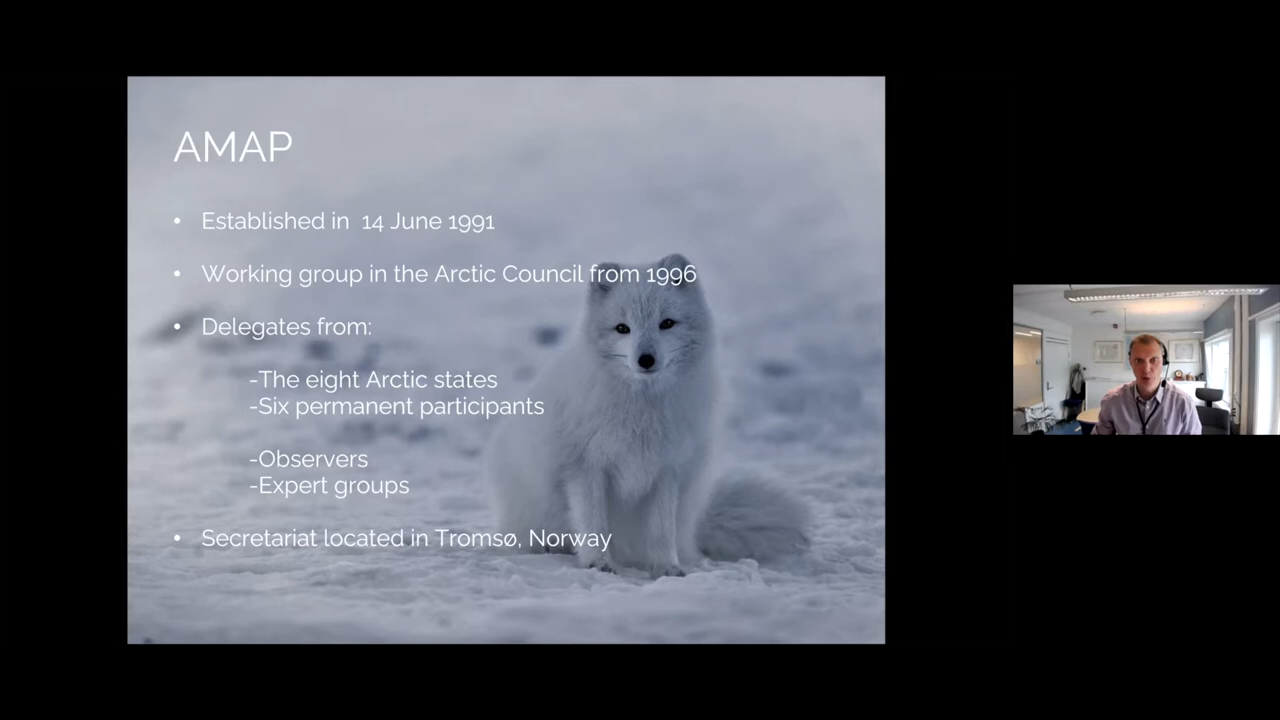 AMAP
• Established in 14 June 1991
• Working group in the Arctic Council from 1996
• Delegates from:
-The eight Arctic states
-Six permanent participants
-Observers
-Expert groups
• Secretariat located in Tromsø, Norway